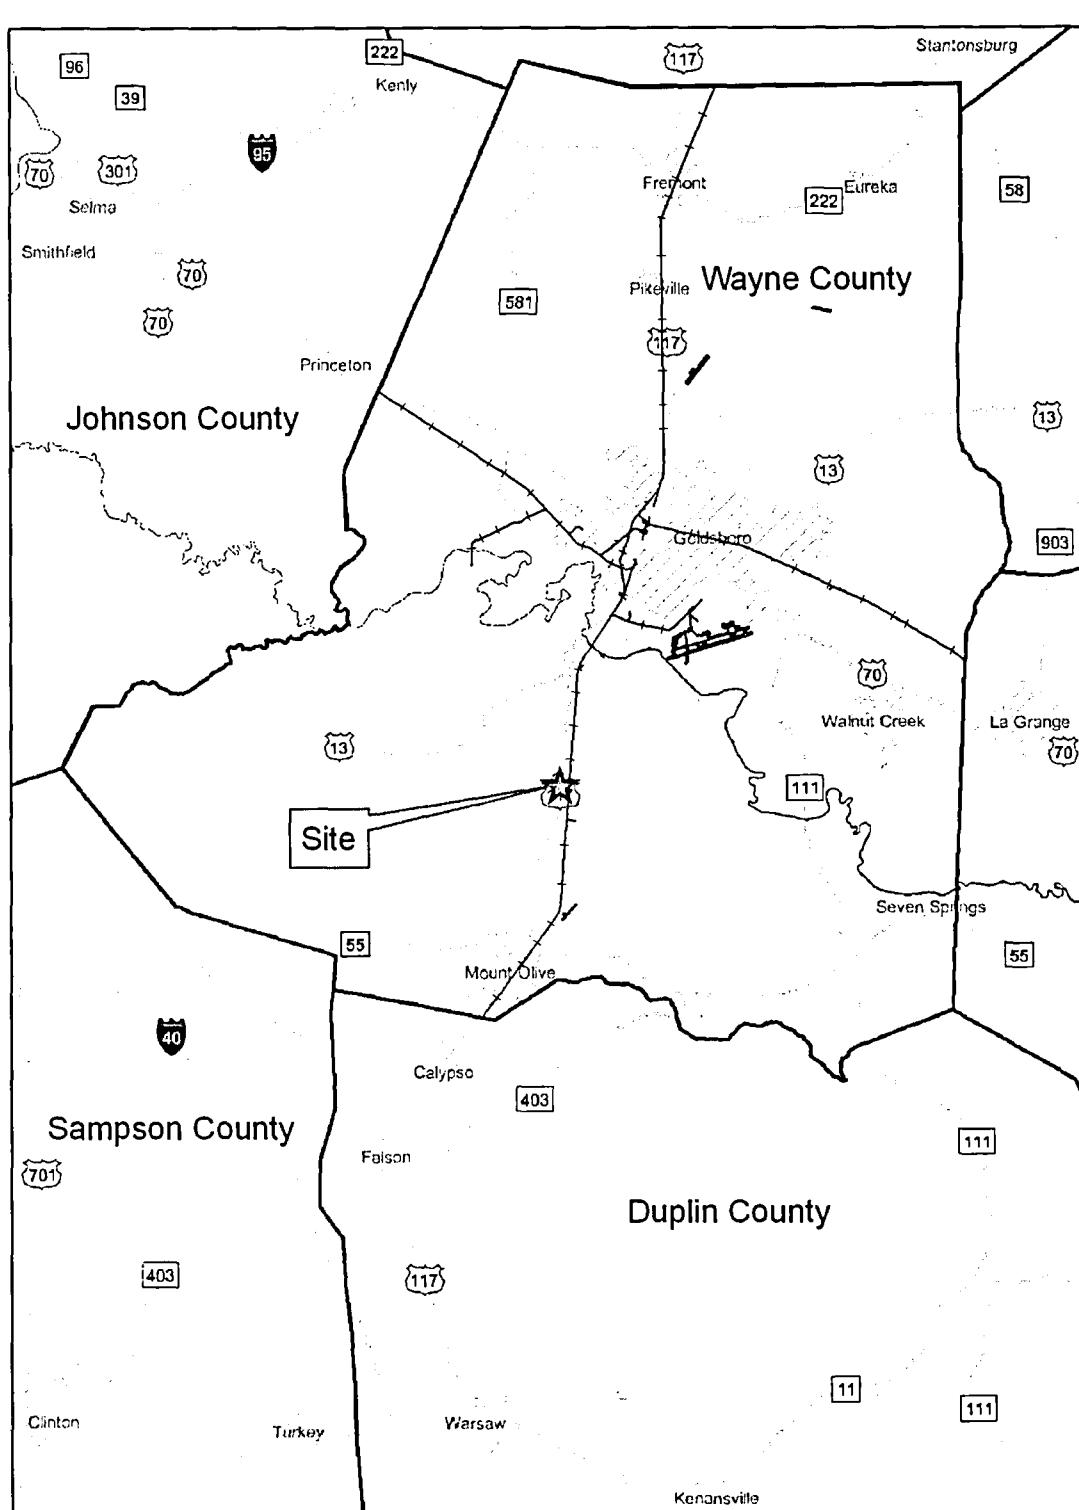 Stantonsburg
222
117
96
Kenly
39
95
70
301
Fremont
Eureka
58
222
Selma
Smithfield
70
Wayne County
Pikeville
581
70
117
Princeton
Johnson County
13
13
Goldsboro
903
70
Walnut Creek
La Grange
13
70
111
Site
Seven Springs
55
55
Mount Olive
40
Calypso
403
Sampson County
111
Faison
701
Duplin County
403
117
11
111
Clinton
Turkey
Warsaw
Kenansville